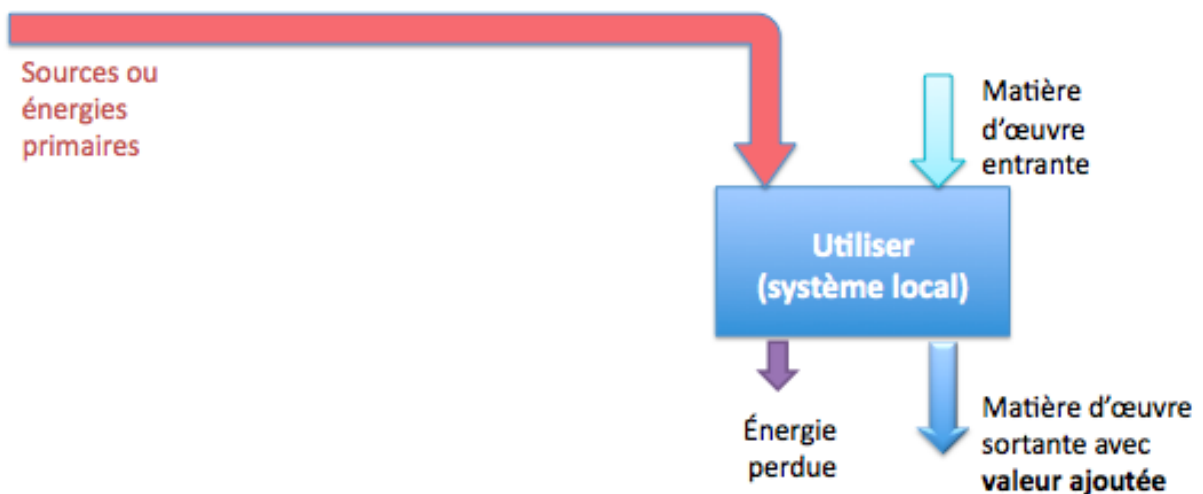 Sources ou
énergies
primaires
Matière
d'œuvre
entrante
Utiliser
(système local)
Énergie
perdue
Matière d'œuvre
sortante avec
valeur ajoutée